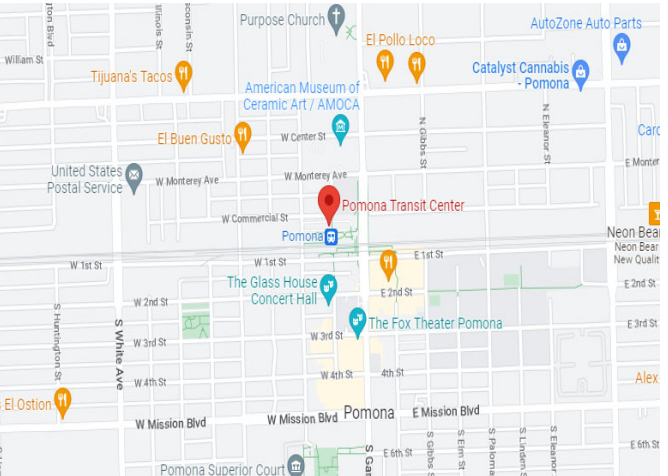 Purpose Church
AutoZone Auto Parts
El Pollo Loco
William St
Tijuana's Tacos
Catalyst Cannabis
- Pomona
American Museum of
Ceramic Art / AMOCA
El Buen Gusto
W Center St
N Gibbs St
N Eleanor St
United States
Postal Service
W Monterey Ave
W Monterey Ave
E Monter
Pomona Transit Center
W Commercial St
Pomona
Neon Bear
Neon Bear
New Qualit
W 1st St
W 1st St
E 1st St
The Glass House
Concert Hall
E 2nd St
E 2nd St
W 2nd St
S Huntington St
S White Ave
The Fox Theater Pomona
E 3rd St
W 3rd St
W 3rd St
W 4th St
W 4th St
4th St
Alex
El Ostion
W Mission Blvd
W Mission Blvd
Pomona
E Mission Blvd
S Gibbs St
S Elm St
S Paloma
S Linden St
S Eleanor
E 6th St
E 6th St
Pomona Superior Court